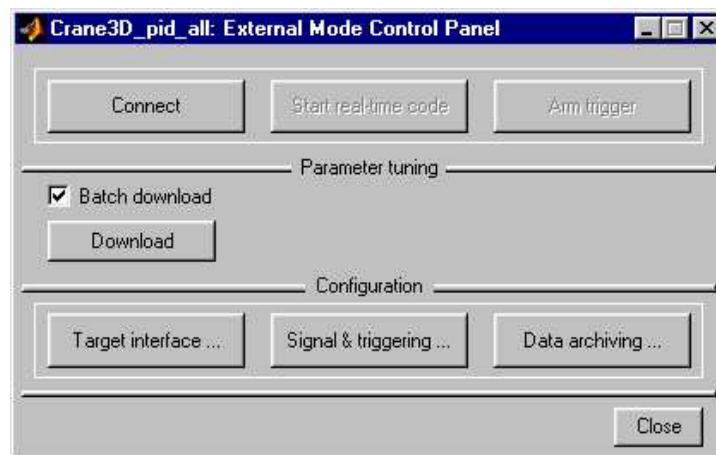 Crane3D_pid_all: External Mode Control Panel
Connect
Start real-time code
Arm trigger
Parameter tuning
Batch download
Download
Configuration
Target interface ...
Signal & triggering ...
Data archiving ...
Close